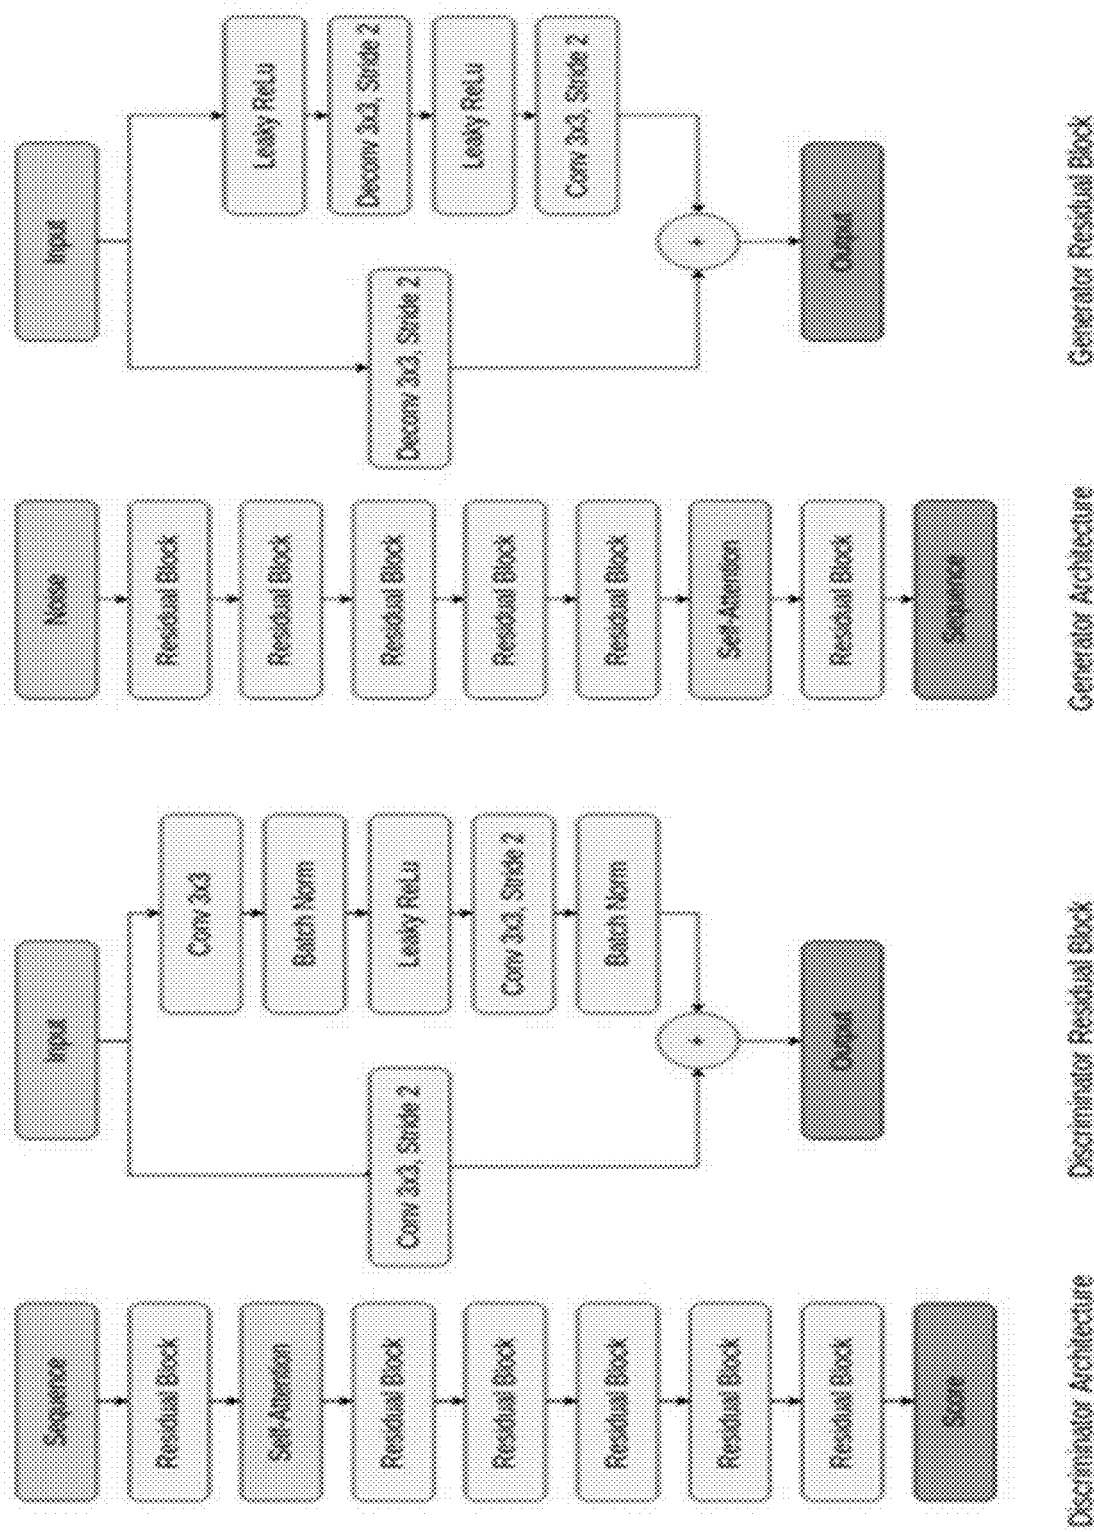 Sequence
Residual Block
Self-Attention
Residual Block
Residual Block
Residual Block
Residual Block
Residual Block
Score
Discriminator Architecture
Input
Conv 3x3, Stride 2
Conv 3x3
Batch Norm
Leaky ReLu
Conv 3x3, Stride 2
Batch Norm
+
Output
Discriminator Residual Block
Noise
Residual Block
Residual Block
Residual Block
Residual Block
Residual Block
Self-Attention
Residual Block
Sequence
Generator Architecture
Input
Deconv 3x3, Stride 2
Leaky ReLu
Deconv 3x3, Stride 2
Leaky ReLu
Conv 3x3, Stride 2
+
Output
Generator Residual Block